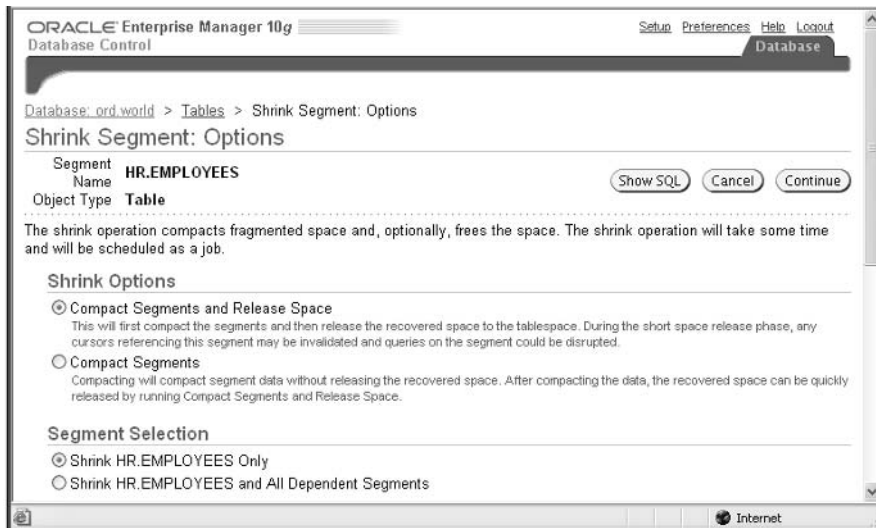 ORACLE Enterprise Manager 10g
Database Control
Setup Preferences Help Logout
Database
Database: ord.world > Tables > Shrink Segment: Options
Shrink Segment: Options
Segment Name HR.EMPLOYEES
Object Type Table
Show SQL Cancel Continue
The shrink operation compacts fragmented space and, optionally, frees the space. The shrink operation will take some time
and will be scheduled as a job.
Shrink Options
Compact Segments and Release Space
This will first compact the segments and then release the recovered space to the tablespace. During the short space release phase, any
cursors referencing this segment may be invalidated and queries on the segment could be disrupted.
Compact Segments
Compacting will compact segment data without releasing the recovered space. After compacting the data, the recovered space can be quickly
released by running Compact Segments and Release Space.
Segment Selection
Shrink HR.EMPLOYEES Only
Shrink HR.EMPLOYEES and All Dependent Segments
Internet